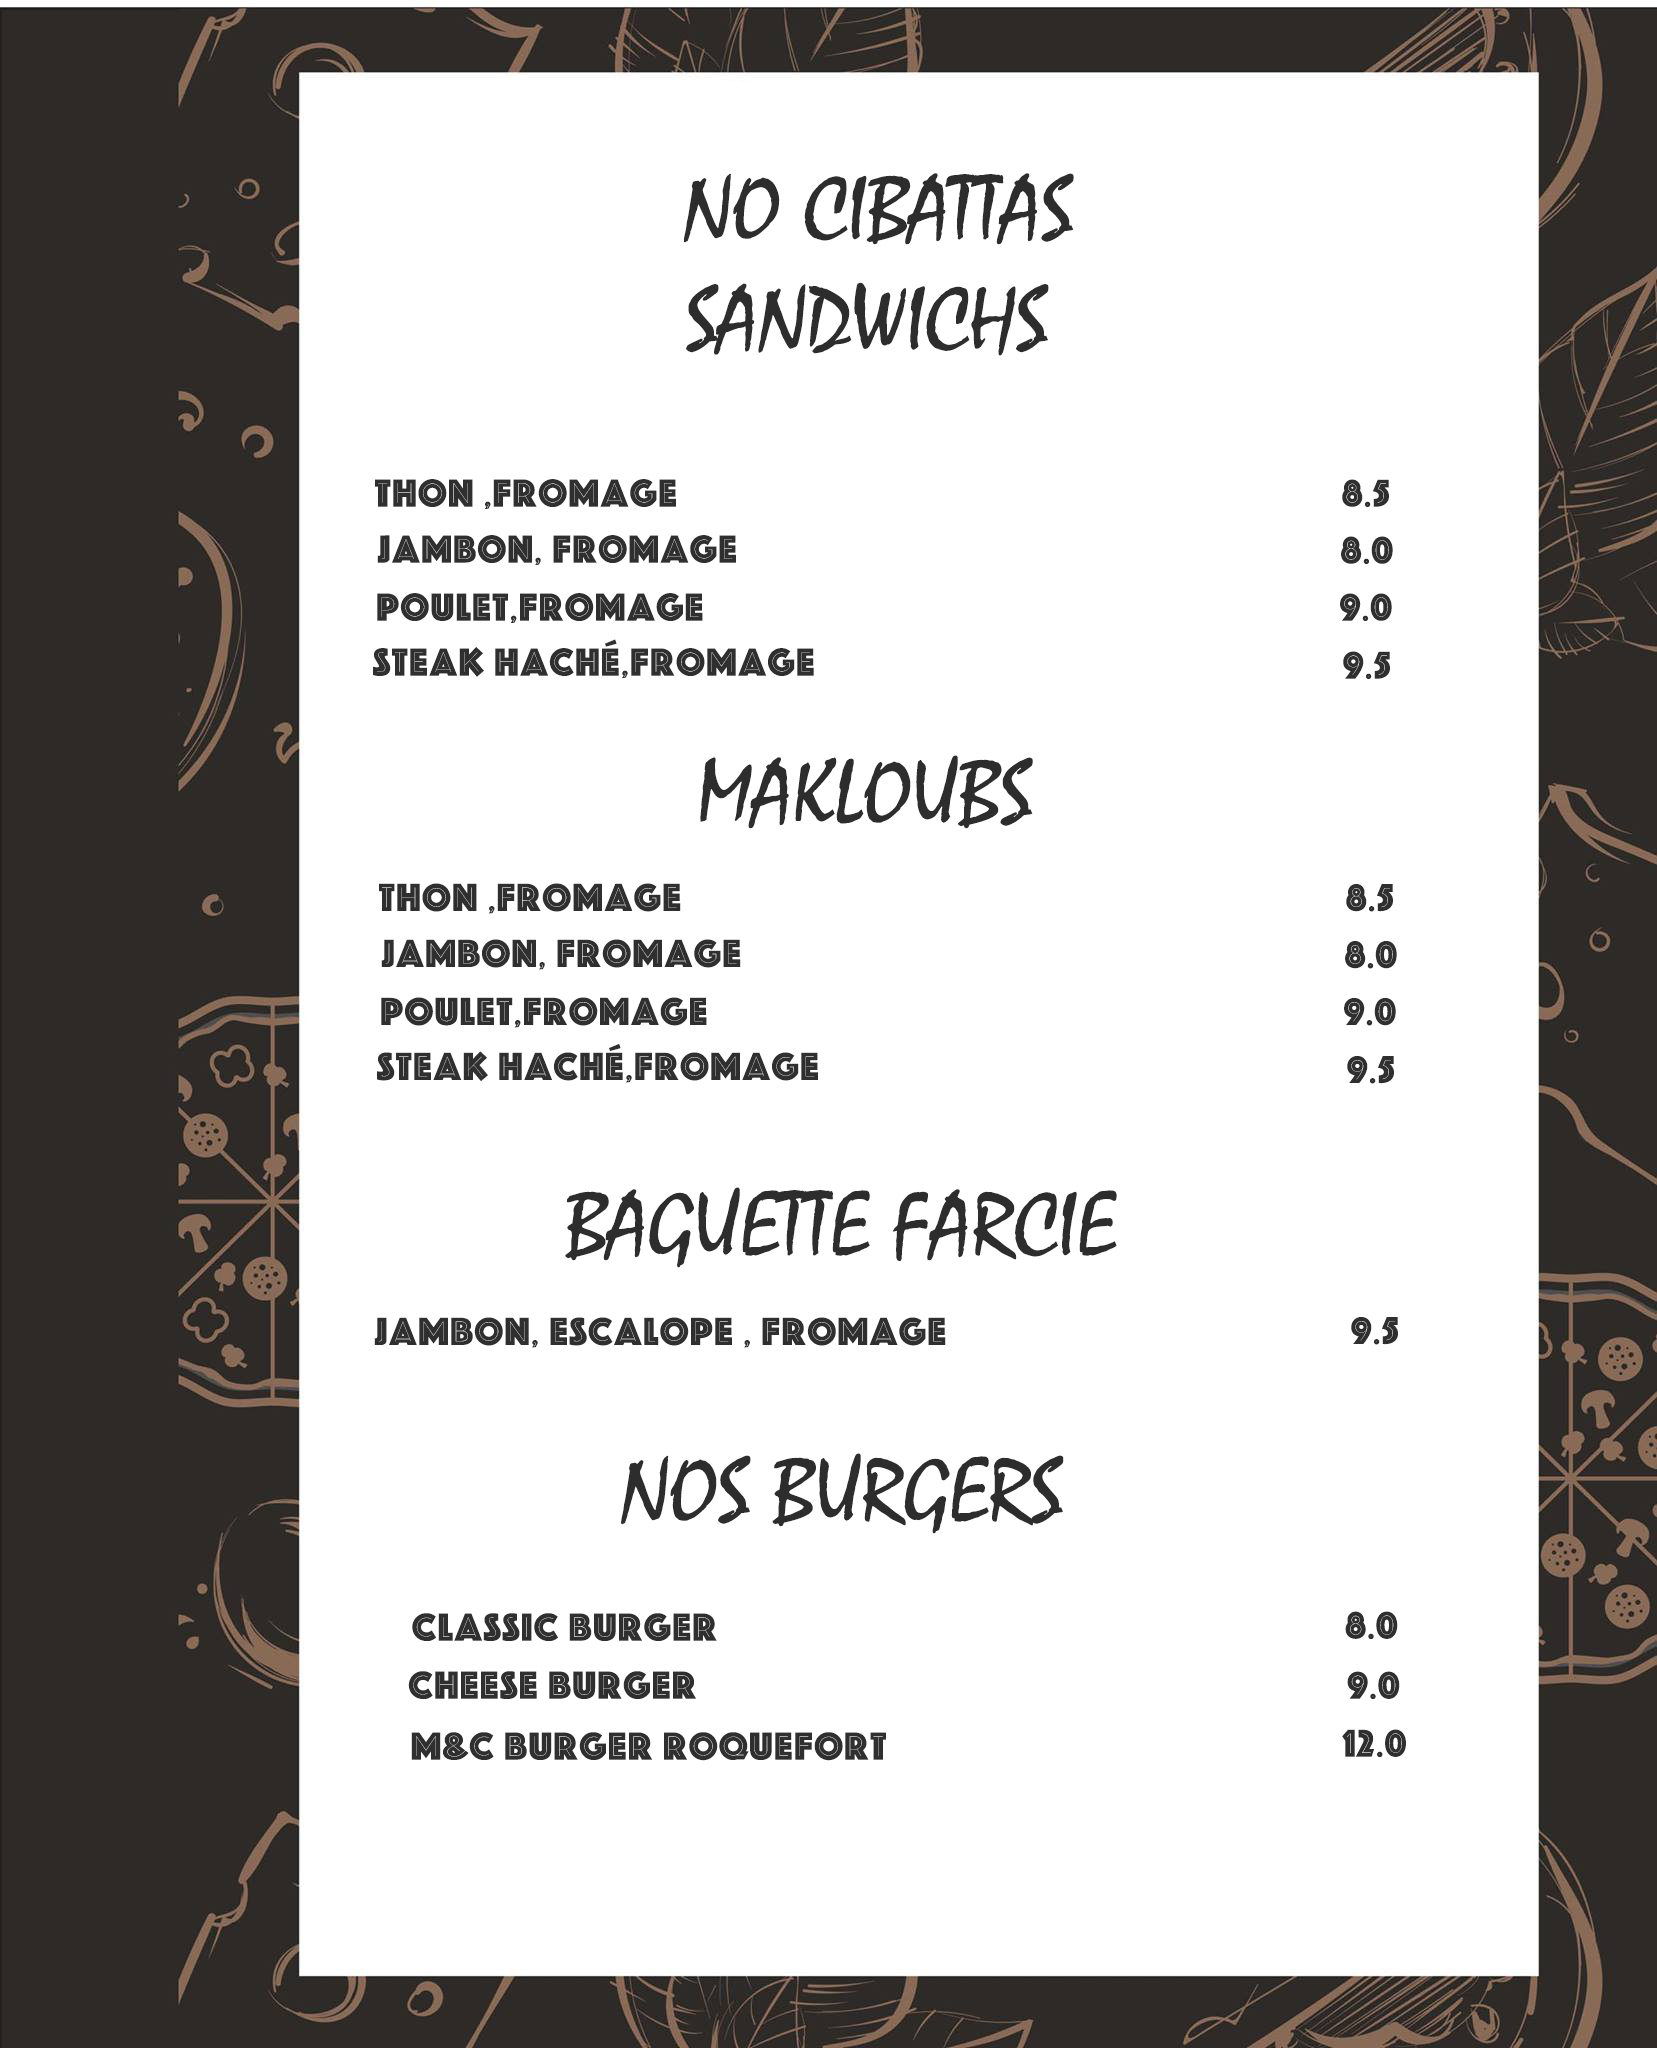 NO CIBATTAS
SANDWICHS
THON ,FROMAGE 8.5
JAMBON, FROMAGE 8.0
POULET,FROMAGE 9.0
STEAK HACHÉ,FROMAGE 9.5
MAKLOUBS
THON ,FROMAGE 8.5
JAMBON, FROMAGE 8.0
POULET,FROMAGE 9.0
STEAK HACHÉ,FROMAGE 9.5
BAGUETTE FARCIE
JAMBON, ESCALOPE , FROMAGE 9.5
NOS BURGERS
CLASSIC BURGER 8.0
CHEESE BURGER 9.0
M&C BURGER ROQUEFORT 12.0